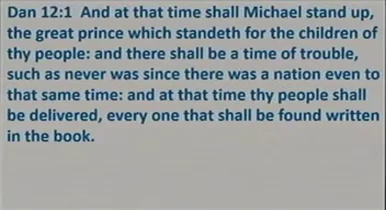 Dan 12:1  And at that time shall Michael stand up,
the great prince which standeth for the children of
thy people: and there shall be a time of trouble,
such as never was since there was a nation even to
that same time: and at that time thy people shall
be delivered, every one that shall be found written
in the book.